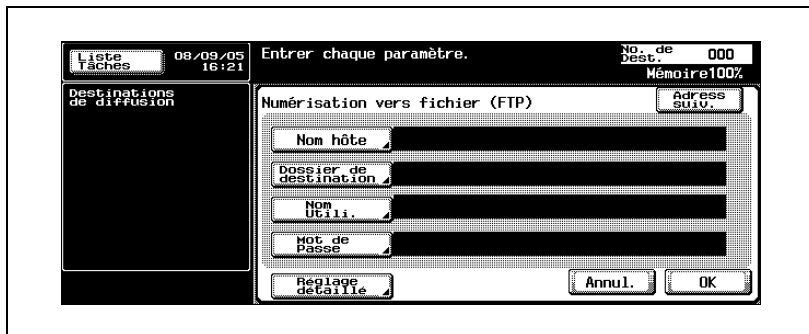 Liste
Tâches
08/09/05
16:21
Entrer chaque paramètre.
No. de
Dest.
000
Mémoire100%
Destinations
de diffusion
Numérisation vers fichier (FTP)
Adress
suiv.
Nom hôte
Dossier de
destination
Nom
Utili.
Mot de
Passe
Réglage
détaillé
Annul.
OK